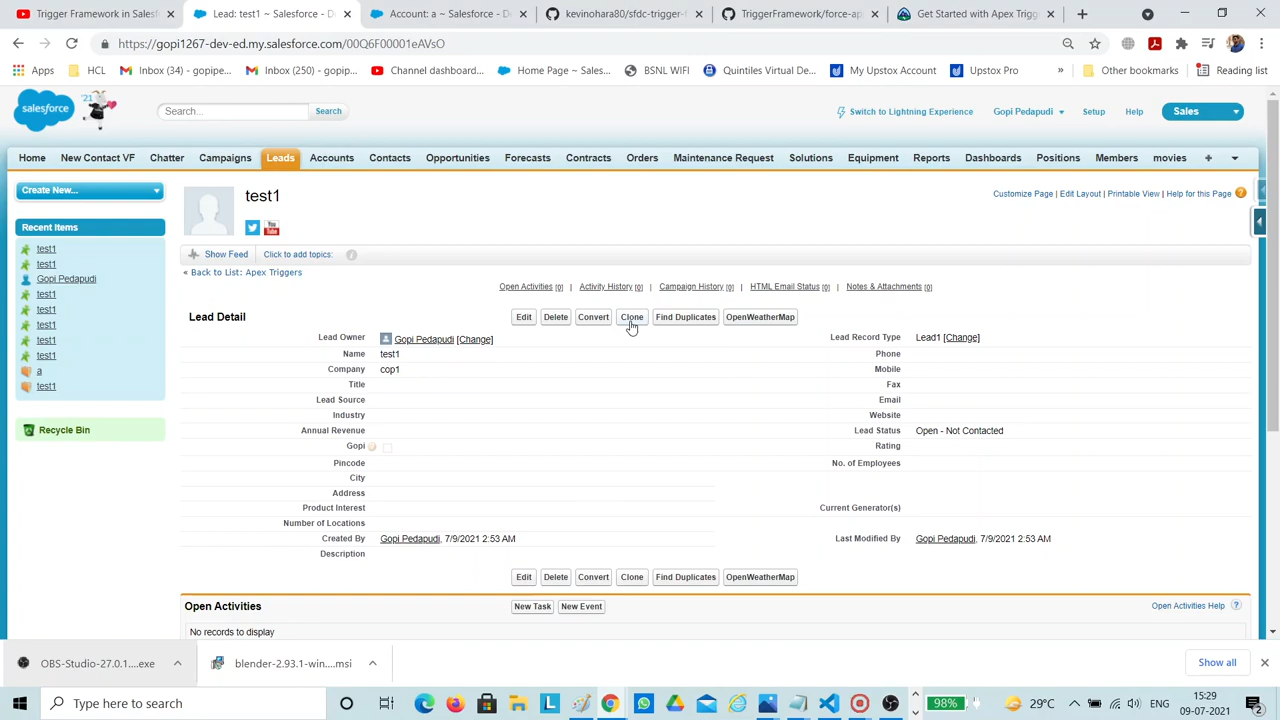 Trigger Framework in Salesforc
Lead: test1 ~ Salesforce - Devel
Account: a ~ Salesforce - De
kevinohara80/sfdc-trigger-f
TriggerFramework/force-ap
Get Started with Apex Trigg
https://gopi1267-dev-ed.my.salesforce.com/00Q6F00001eAVsO
Apps
HCL
Inbox (34) - gopipe...
Inbox (250) - gopip...
Channel dashboard...
Home Page ~ Sales...
BSNL WIFI
Quintiles Virtual De...
My Upstox Account
Upstox Pro
»
Other bookmarks
Reading list
salesforce
'21
Search...
Search
Switch to Lightning Experience
Gopi Pedapudi
Setup
Help
Sales
Home
New Contact VF
Chatter
Campaigns
Leads
Accounts
Contacts
Opportunities
Forecasts
Contracts
Orders
Maintenance Request
Solutions
Equipment
Reports
Dashboards
Positions
Members
movies
+
Create New...
Recent Items
test1
test1
Gopi Pedapudi
test1
test1
test1
test1
test1
a
test1
Recycle Bin
test1
You Tube
Customize Page | Edit Layout | Printable View | Help for this Page ?
Show Feed
Click to add topics:
i
« Back to List: Apex Triggers
Open Activities [0] | Activity History [0] | Campaign History [0] | HTML Email Status [0] | Notes & Attachments [0]
Lead Detail
Edit Delete Convert Clone Find Duplicates OpenWeatherMap
Lead Owner Gopi Pedapudi [Change]
Lead Record Type Lead1 [Change]
Name test1
Phone
Company cop1
Mobile
Title
Fax
Lead Source
Email
Industry
Website
Annual Revenue
Lead Status Open - Not Contacted
Gopi
Rating
Pincode
No. of Employees
City
Address
Product Interest
Current Generator(s)
Number of Locations
Created By Gopi Pedapudi, 7/9/2021 2:53 AM
Last Modified By Gopi Pedapudi, 7/9/2021 2:53 AM
Description
Edit Delete Convert Clone Find Duplicates OpenWeatherMap
Open Activities
New Task New Event
Open Activities Help ?
No records to display
OBS-Studio-27.0.1....exe
blender-2.93.1-win....msi
Show all
Type here to search
98%
29°C
ENG
15:29
09-07-2021
2